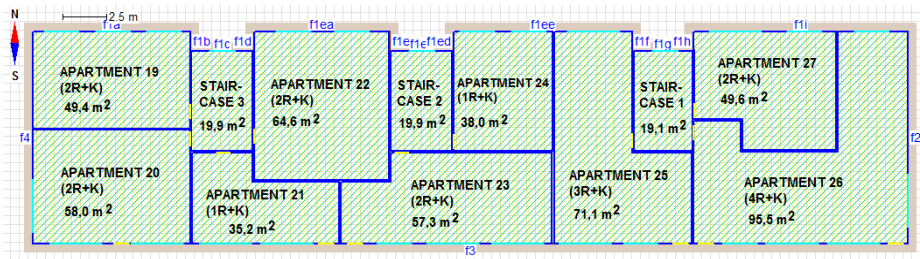 N
S
2.5 m
f1a
f1b
f1c
f1d
f1ea
f1ee
f1ed
f1ee
f1f
f1g
f1h
f1i
f4
f2
f3
APARTMENT 19
(2R+K)
49,4 m2
STAIR-
CASE 3
19,9 m2
APARTMENT 22
(2R+K)
64,6 m2
STAIR-
CASE 2
19,9 m2
APARTMENT 24
(1R+K)
38,0 m2
STAIR-
CASE 1
19,1 m2
APARTMENT 27
(2R+K)
49,6 m2
APARTMENT 20
(2R+K)
58,0 m2
APARTMENT 21
(1R+K)
35,2 m2
APARTMENT 23
(2R+K)
57,3 m2
APARTMENT 25
(3R+K)
71,1 m2
APARTMENT 26
(4R+K)
95,5 m2